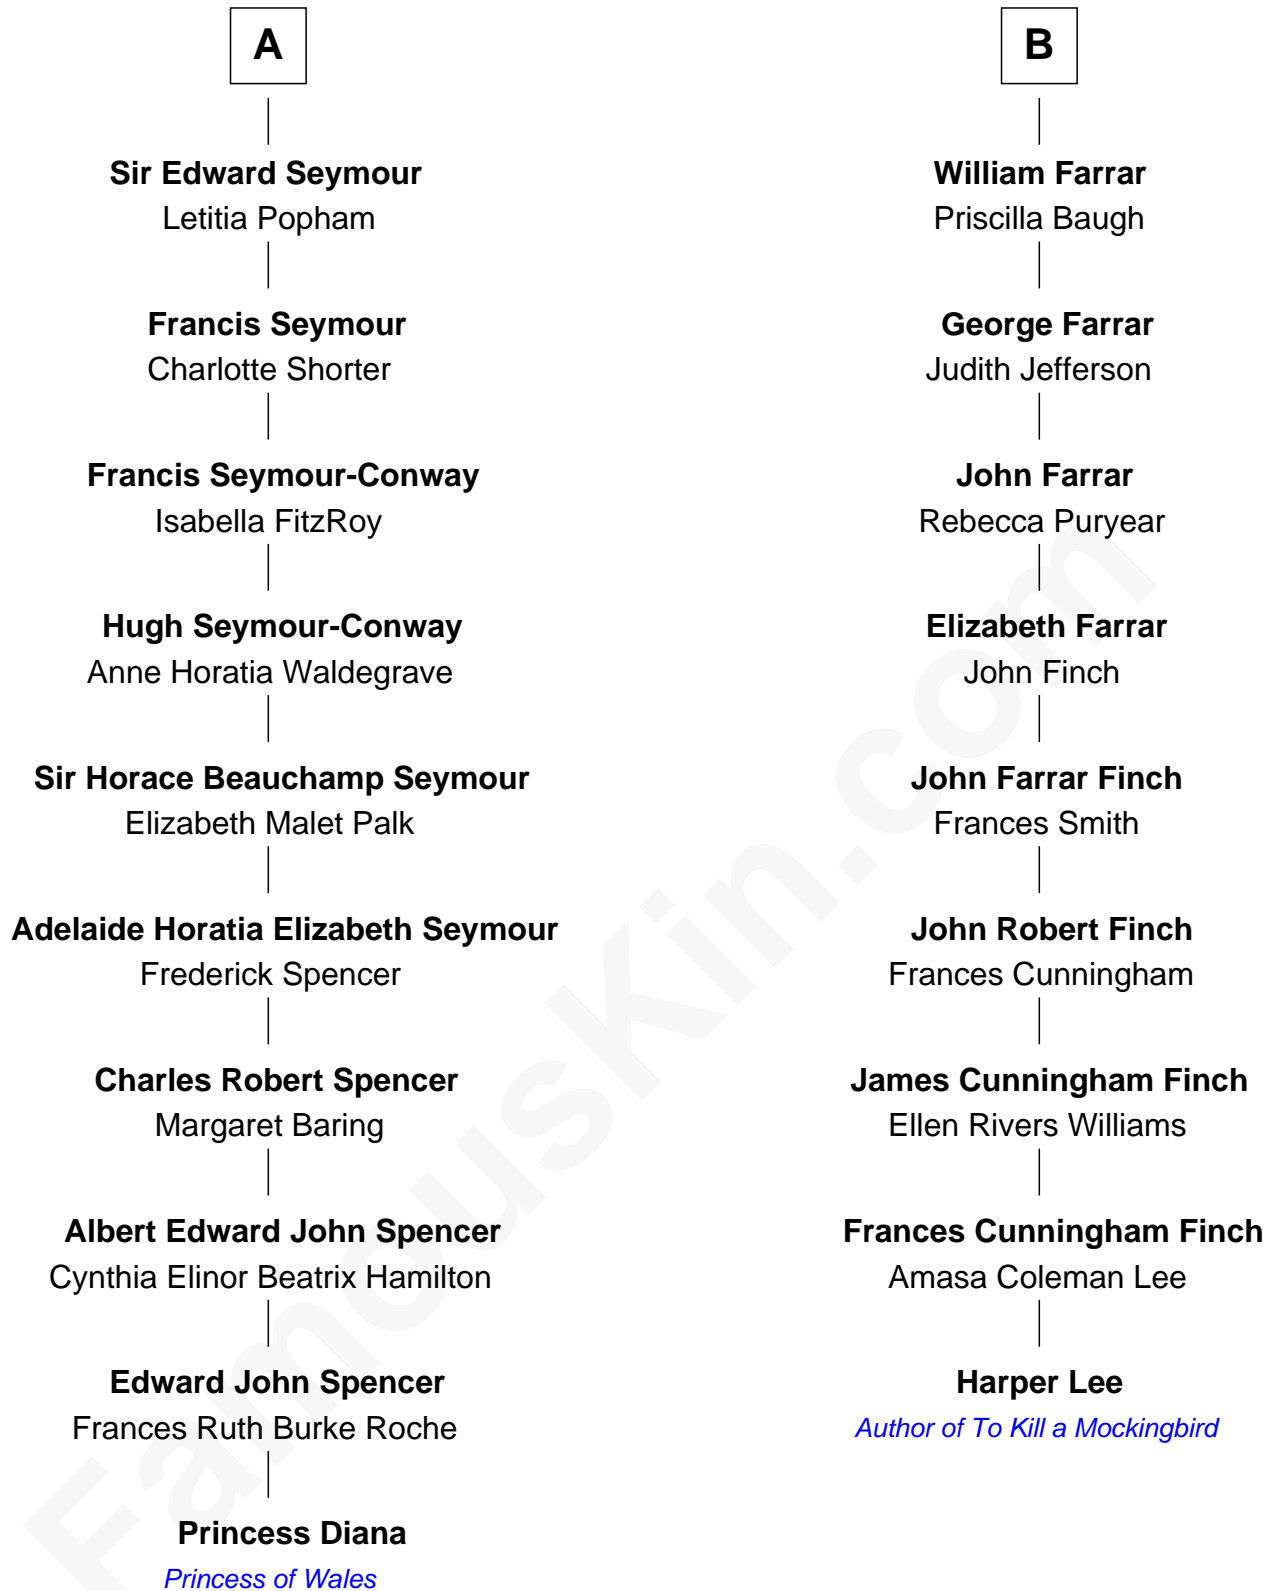 A
Sir Edward Seymour
Letitia Popham
Francis Seymour
Charlotte Shorter
Francis Seymour-Conway
Isabella FitzRoy
Hugh Seymour-Conway
Anne Horatia Waldegrave
Sir Horace Beauchamp Seymour
Elizabeth Malet Palk
Adelaide Horatia Elizabeth Seymour
Frederick Spencer
Charles Robert Spencer
Margaret Baring
Albert Edward John Spencer
Cynthia Elinor Beatrix Hamilton
Edward John Spencer
Frances Ruth Burke Roche
Princess Diana
Princess of Wales
B
William Farrar
Priscilla Baugh
George Farrar
Judith Jefferson
John Farrar
Rebecca Puryear
Elizabeth Farrar
John Finch
John Farrar Finch
Frances Smith
John Robert Finch
Frances Cunningham
James Cunningham Finch
Ellen Rivers Williams
Frances Cunningham Finch
Amasa Coleman Lee
Harper Lee
Author of To Kill a Mockingbird
FamousKin.com